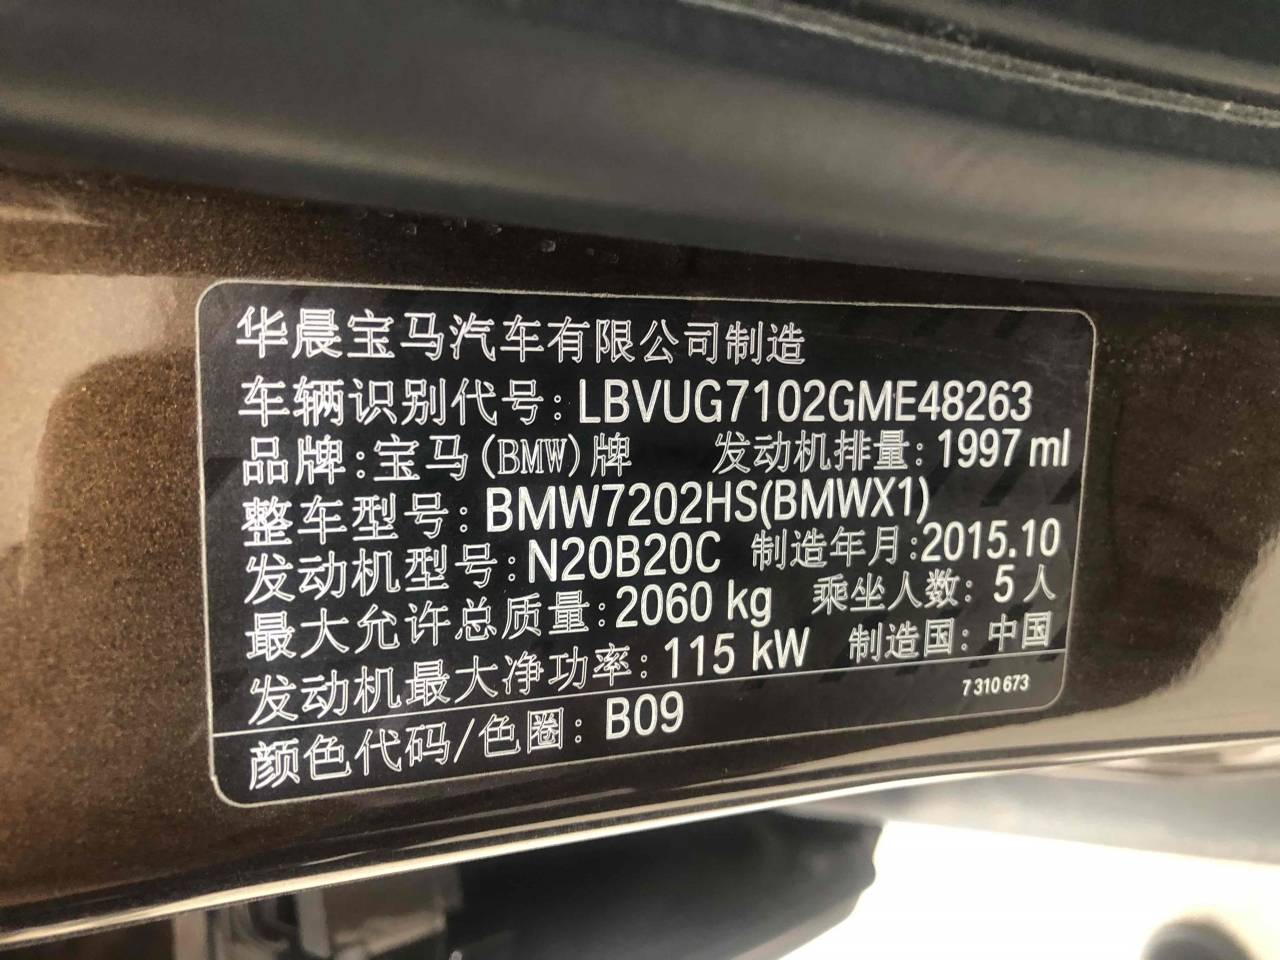 华晨宝马汽车有限公司制造
车辆识别代号：LBVUG7102GME48263
品牌：宝马(BMW)牌 发动机排量：1997 ml
整车型号：BMW7202HS(BMWX1)
发动机型号：N20B20C 制造年月：2015.10
最大允许总质量：2060 kg 乘坐人数：5人
发动机最大净功率：115 kW 制造国：中国
7 310 673
颜色代码/色圈：B09